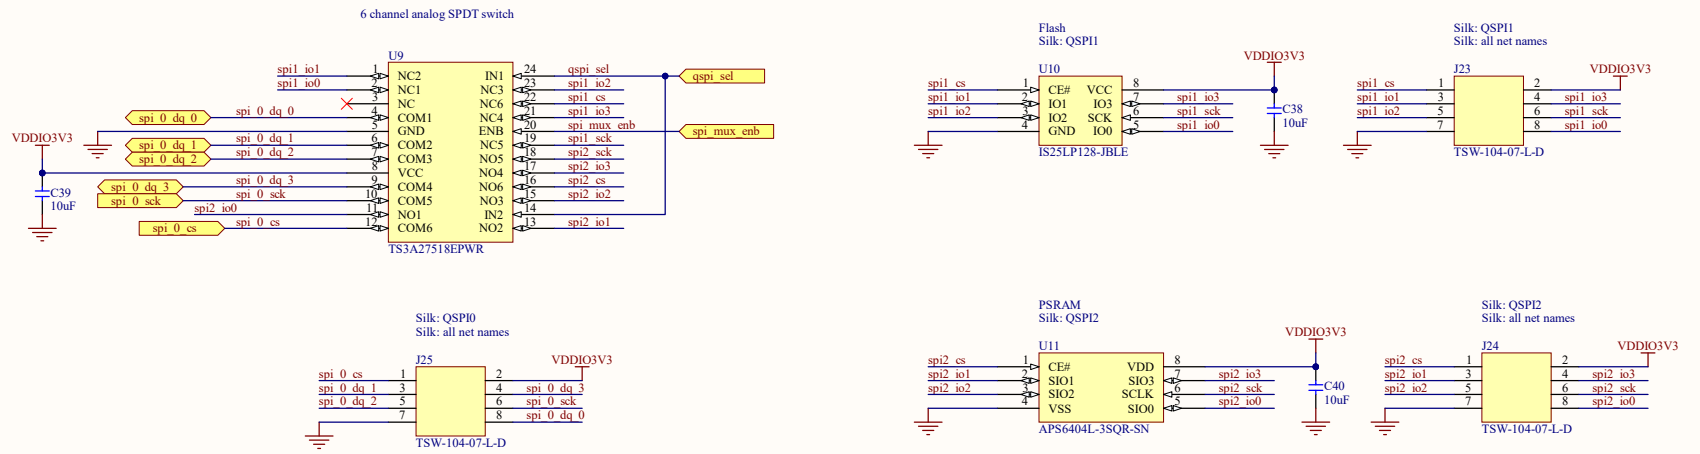 6 channel analog SPDT switch
U9
spi1_io1 1 NC2 IN1 24 qspi_sel qspi_sel
spi1_io0 2 NC1 NC3 23 spi1_io2
3 NC NC6 22 spi1_cs
spi_0_dq_0 spi_0_dq_0 4 COM1 NC4 21 spi1_io3
5 GND ENB 20 spi_mux_enb spi_mux_enb
spi_0_dq_1 spi_0_dq_1 6 COM2 NC5 19 spi1_sck
spi_0_dq_2 spi_0_dq_2 7 COM3 NO5 18 spi2_sck
VDDIO3V3
8 VCC NO4 17 spi2_io3
spi_0_dq_3 spi_0_dq_3 9 COM4 NO6 16 spi2_cs
spi_0_sck spi_0_sck 10 COM5 NO3 15 spi2_io2
spi2_io0 11 NO1 IN2 14
spi_0_cs spi_0_cs 12 COM6 NO2 13 spi2_io1
TS3A27518EPWR
C39
10uF
Flash
Silk: QSPI1
U10
VDDIO3V3
spi1_cs 1 CE# VCC 8
spi1_io1 2 IO1 IO3 7 spi1_io3
spi1_io2 3 IO2 SCK 6 spi1_sck
4 GND IO0 5 spi1_io0
IS25LP128-JBLE
C38
10uF
Silk: QSPI1
Silk: all net names
J23
VDDIO3V3
spi1_cs 1 2
spi1_io1 3 4 spi1_io3
spi1_io2 5 6 spi1_sck
7 8 spi1_io0
TSW-104-07-L-D
Silk: QSPI0
Silk: all net names
J25
VDDIO3V3
spi_0_cs 1 2
spi_0_dq_1 3 4 spi_0_dq_3
spi_0_dq_2 5 6 spi_0_sck
7 8 spi_0_dq_0
TSW-104-07-L-D
PSRAM
Silk: QSPI2
U11
VDDIO3V3
spi2_cs 1 CE# VDD 8
spi2_io1 2 SIO1 SIO3 7 spi2_io3
spi2_io2 3 SIO2 SCLK 6 spi2_sck
4 VSS SIO0 5 spi2_io0
APS6404L-3SQR-SN
C40
10uF
Silk: QSPI2
Silk: all net names
J24
VDDIO3V3
spi2_cs 1 2
spi2_io1 3 4 spi2_io3
spi2_io2 5 6 spi2_sck
7 8 spi2_io0
TSW-104-07-L-D